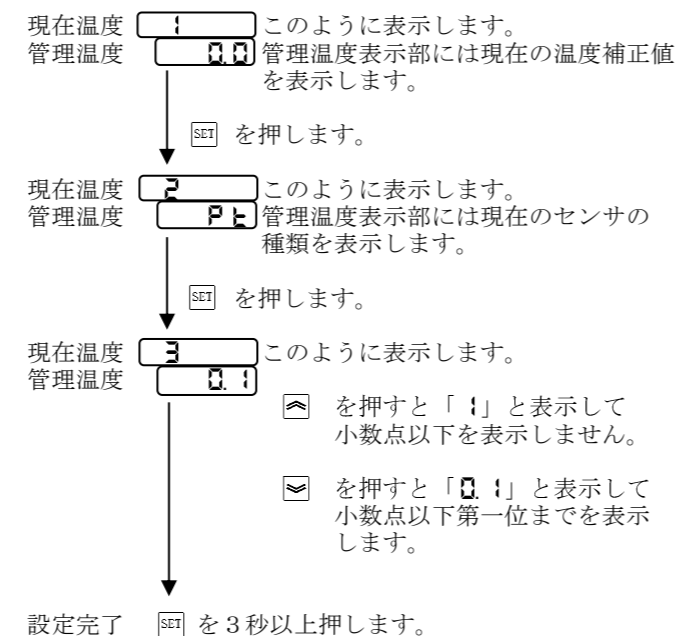 現在温度 1 このように表示します。
管理温度 0.0 管理温度表示部には現在の温度補正値
を表示します。
SET を押します。
現在温度 2 このように表示します。
管理温度 Pt 管理温度表示部には現在のセンサの
種類を表示します。
SET を押します。
現在温度 3 このように表示します。
管理温度 0.1
を押すと「1」と表示して
小数点以下を表示しません。
を押すと「0.1」と表示して
小数点以下第一位までを表示
します。
設定完了 SET を3秒以上押します。